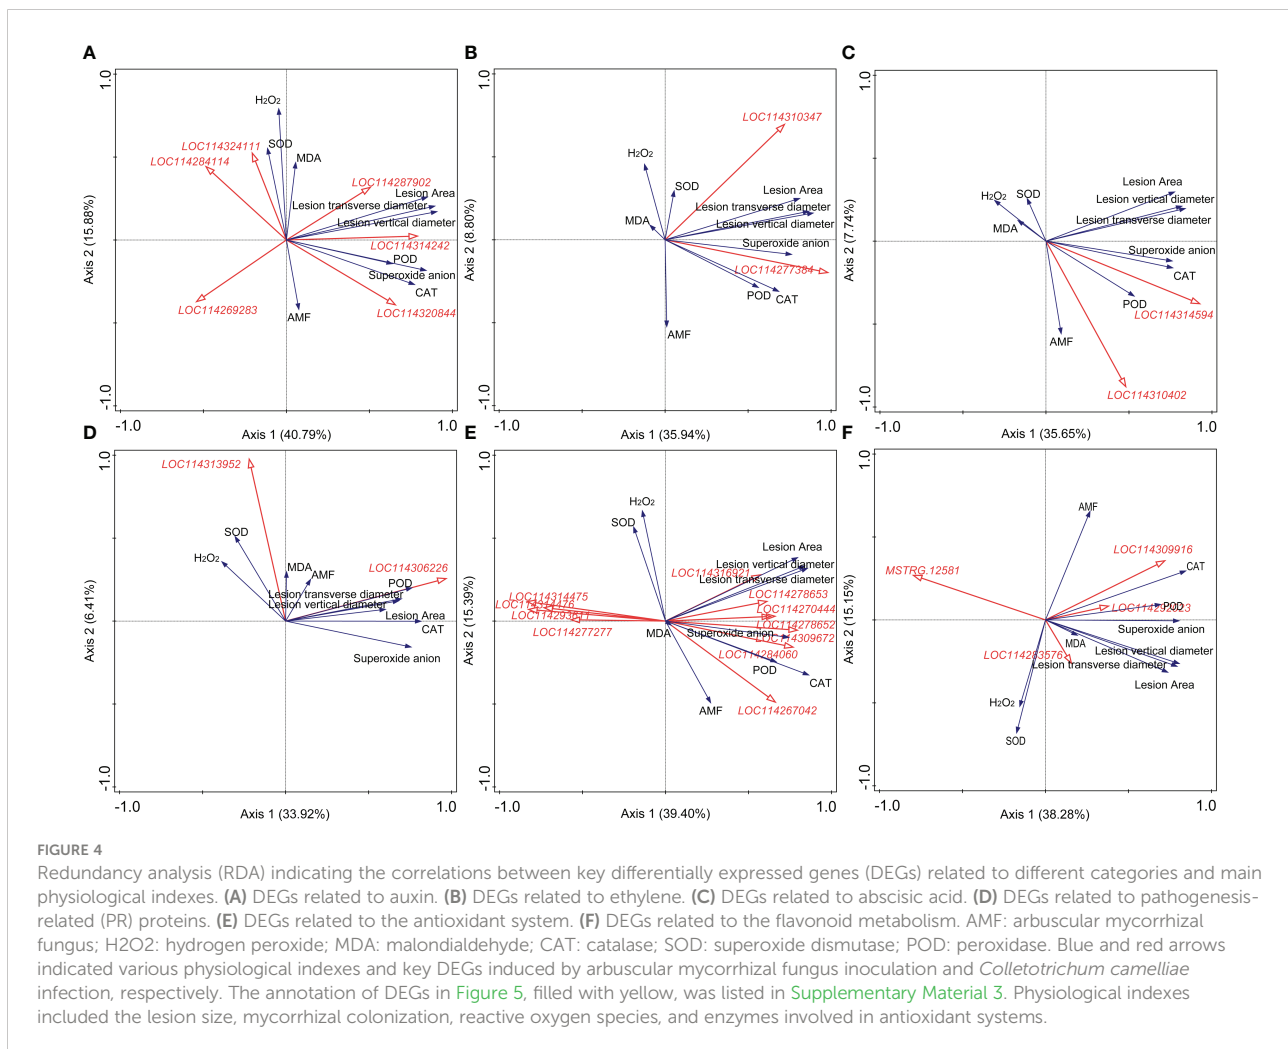 A
1.0
Axis 2 (15.88%)
-1.0
H2O2
SOD
MDA
LOC114324111
LOC114284114
LOC114287902
Lesion Area
Lesion transverse diameter
Lesion vertical diameter
LOC114314242
POD
Superoxide anion
CAT
LOC114269283
AMF
LOC114320844
-1.0
1.0
Axis 1 (40.79%)
B
1.0
Axis 2 (8.80%)
-1.0
LOC114310347
H2O2
SOD
MDA
Lesion Area
Lesion transverse diameter
Lesion vertical diameter
Superoxide anion
LOC114277384
POD
CAT
AMF
-1.0
1.0
Axis 1 (35.94%)
C
1.0
Axis 2 (7.74%)
-1.0
H2O2
SOD
MDA
Lesion Area
Lesion vertical diameter
Lesion transverse diameter
Superoxide anion
CAT
POD
LOC114314594
AMF
LOC114310402
-1.0
1.0
Axis 1 (35.65%)
D
1.0
Axis 2 (6.41%)
-1.0
LOC114313952
SOD
H2O2
MDA
AMF
LOC114306226
POD
Lesion transverse diameter
Lesion vertical diameter
Lesion Area
CAT
Superoxide anion
-1.0
1.0
Axis 1 (33.92%)
E
1.0
Axis 2 (15.39%)
-1.0
H2O2
SOD
Lesion Area
Lesion vertical diameter
LOC114316921
Lesion transverse diameter
LOC114314475
LOC114278653
LOC114270444
LOC114277277
LOC114278652
MDA
Superoxide anion
LOC114309672
LOC114284060
POD
CAT
AMF
LOC114267042
-1.0
1.0
Axis 1 (39.40%)
F
1.0
Axis 2 (15.15%)
-1.0
AMF
LOC114309916
MSTRG.12581
CAT
POD
Superoxide anion
MDA
Lesion vertical diameter
LOC114283576
Lesion transverse diameter
Lesion Area
H2O2
SOD
-1.0
1.0
Axis 1 (38.28%)
FIGURE 4
Redundancy analysis (RDA) indicating the correlations between key differentially expressed genes (DEGs) related to different categories and main
physiological indexes. (A) DEGs related to auxin. (B) DEGs related to ethylene. (C) DEGs related to abscisic acid. (D) DEGs related to pathogenesis-
related (PR) proteins. (E) DEGs related to the antioxidant system. (F) DEGs related to the flavonoid metabolism. AMF: arbuscular mycorrhizal
fungus; H2O2: hydrogen peroxide; MDA: malondialdehyde; CAT: catalase; SOD: superoxide dismutase; POD: peroxidase. Blue and red arrows
indicated various physiological indexes and key DEGs induced by arbuscular mycorrhizal fungus inoculation and Colletotrichum camelliae
infection, respectively. The annotation of DEGs in Figure 5, filled with yellow, was listed in Supplementary Material 3. Physiological indexes
included the lesion size, mycorrhizal colonization, reactive oxygen species, and enzymes involved in antioxidant systems.